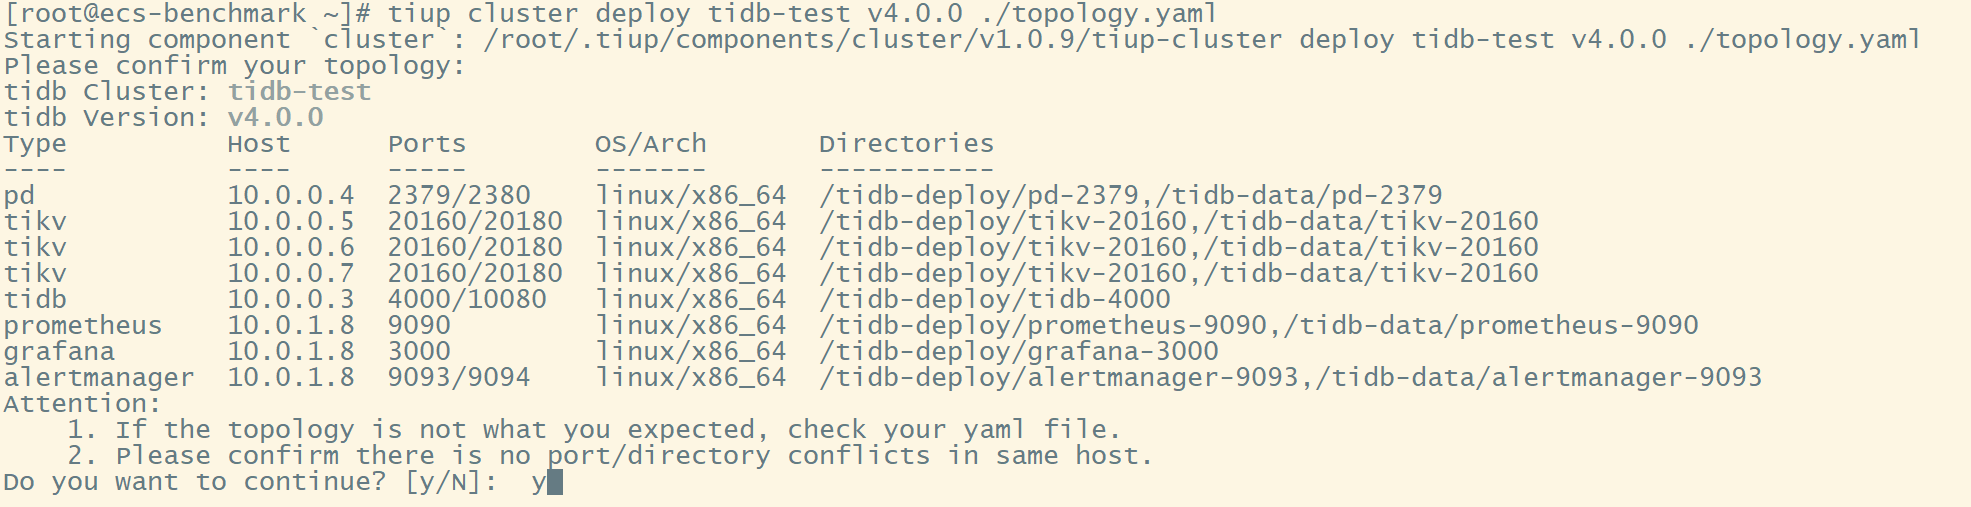 [root@ecs-benchmark ~]# tiup cluster deploy tidb-test v4.0.0 ./topology.yaml
Starting component `cluster`: /root/.tiup/components/cluster/v1.0.9/tiup-cluster deploy tidb-test v4.0.0 ./topology.yaml
Please confirm your topology:
tidb Cluster: tidb-test
tidb Version: v4.0.0
Type          Host      Ports        OS/Arch       Directories
----          ----      -----        -------       -----------
pd            10.0.0.4  2379/2380    linux/x86_64  /tidb-deploy/pd-2379,/tidb-data/pd-2379
tikv          10.0.0.5  20160/20180  linux/x86_64  /tidb-deploy/tikv-20160,/tidb-data/tikv-20160
tikv          10.0.0.6  20160/20180  linux/x86_64  /tidb-deploy/tikv-20160,/tidb-data/tikv-20160
tikv          10.0.0.7  20160/20180  linux/x86_64  /tidb-deploy/tikv-20160,/tidb-data/tikv-20160
tidb          10.0.0.3  4000/10080   linux/x86_64  /tidb-deploy/tidb-4000
prometheus    10.0.1.8  9090         linux/x86_64  /tidb-deploy/prometheus-9090,/tidb-data/prometheus-9090
grafana       10.0.1.8  3000         linux/x86_64  /tidb-deploy/grafana-3000
alertmanager  10.0.1.8  9093/9094    linux/x86_64  /tidb-deploy/alertmanager-9093,/tidb-data/alertmanager-9093
Attention:
    1. If the topology is not what you expected, check your yaml file.
    2. Please confirm there is no port/directory conflicts in same host.
Do you want to continue? [y/N]:  y